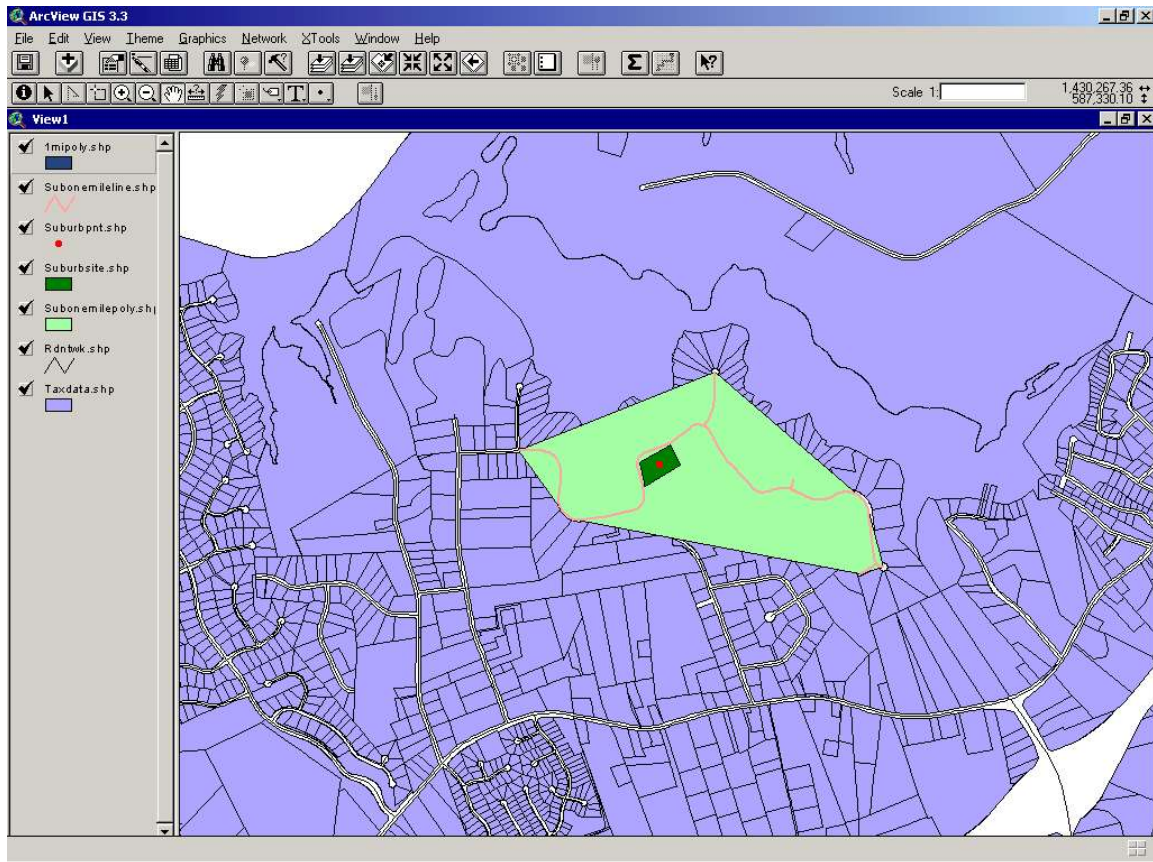 ArcView GIS 3.3
File Edit View Theme Graphics Network XTools Window Help
Scale 1:
1,430,267.36
587,330.10
View1
1mipoly.shp
Subonemileline.shp
Suburbpnt.shp
Suburbsite.shp
Subonemilepoly.shp
Rdntwk.shp
Taxdata.shp